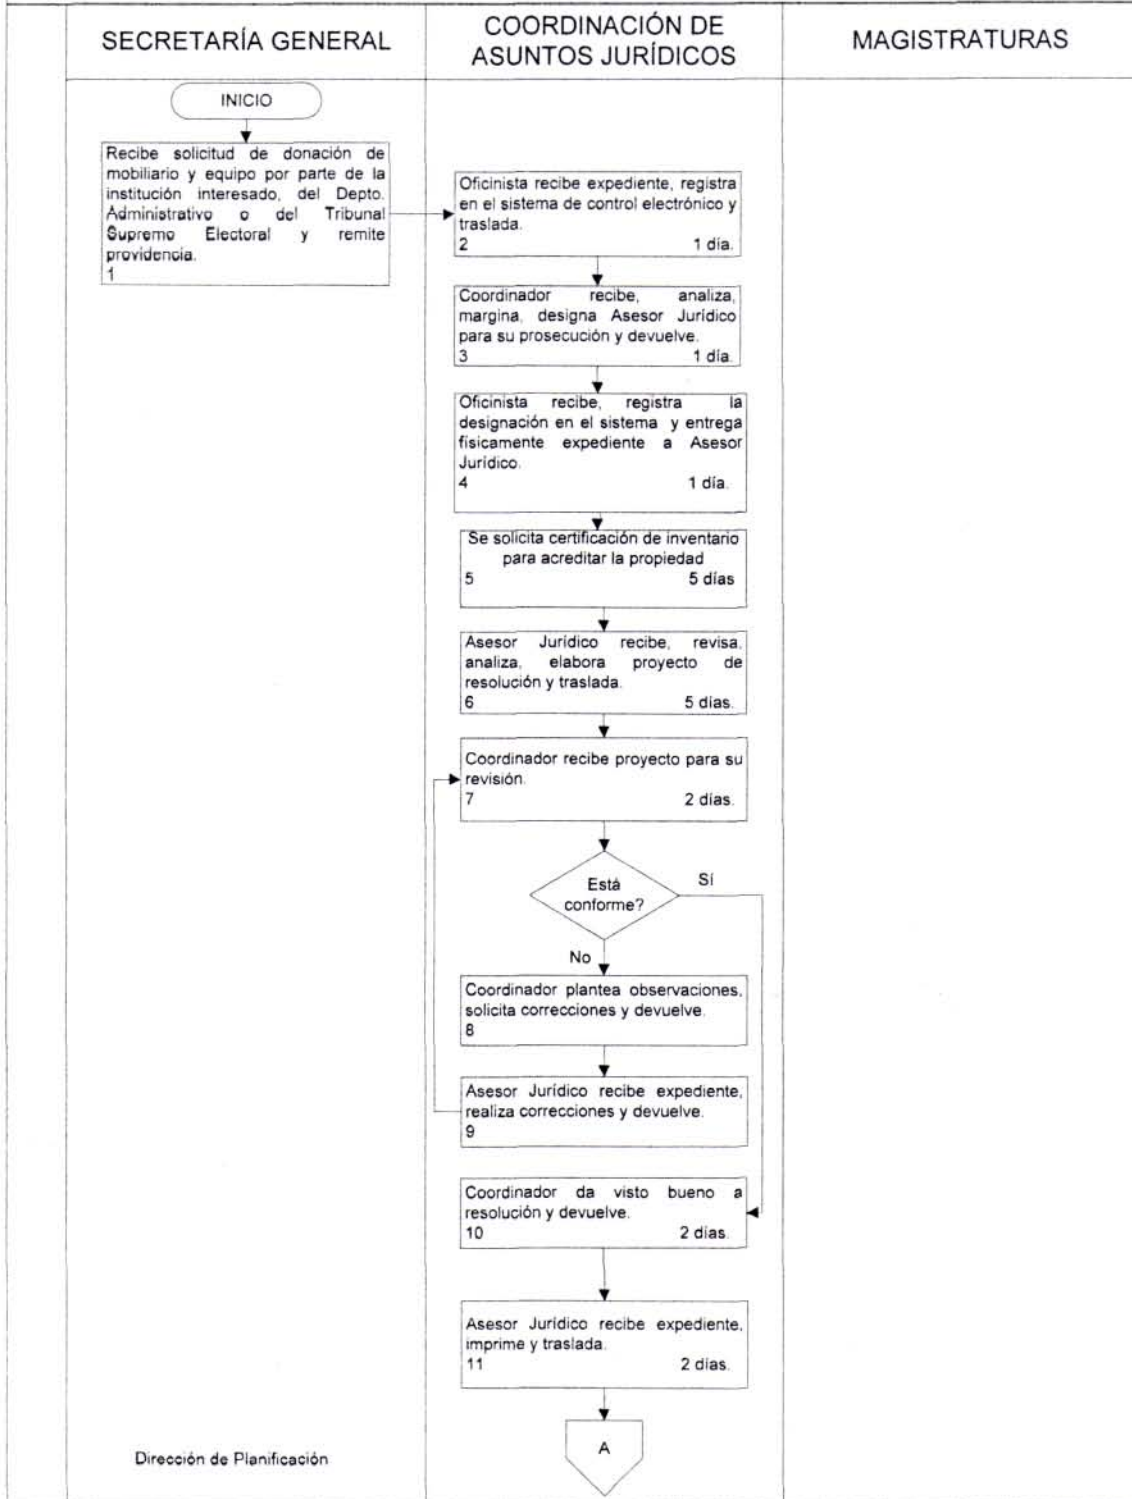 SECRETARÍA GENERAL
COORDINACIÓN DE
ASUNTOS JURÍDICOS
MAGISTRATURAS
INICIO
Recibe solicitud de donación de
mobiliario y equipo por parte de la
institución interesado, del Depto.
Administrativo o del Tribunal
Supremo Electoral y remite
providencia.
1
Oficinista recibe expediente, registra
en el sistema de control electrónico y
traslada.
2 1 día.
Coordinador recibe, analiza,
margina, designa Asesor Jurídico
para su prosecución y devuelve.
3 1 día.
Oficinista recibe, registra la
designación en el sistema y entrega
físicamente expediente a Asesor
Jurídico.
4 1 día.
Se solicita certificación de inventario
para acreditar la propiedad
5 5 días
Asesor Jurídico recibe, revisa,
analiza, elabora proyecto de
resolución y traslada.
6 5 días.
Coordinador recibe proyecto para su
revisión.
7 2 días.
Está
conforme?
Sí
No
Coordinador plantea observaciones,
solicita correcciones y devuelve.
8
Asesor Jurídico recibe expediente,
realiza correcciones y devuelve.
9
Coordinador da visto bueno a
resolución y devuelve.
10 2 días.
Asesor Jurídico recibe expediente,
imprime y traslada.
11 2 días.
A
Dirección de Planificación